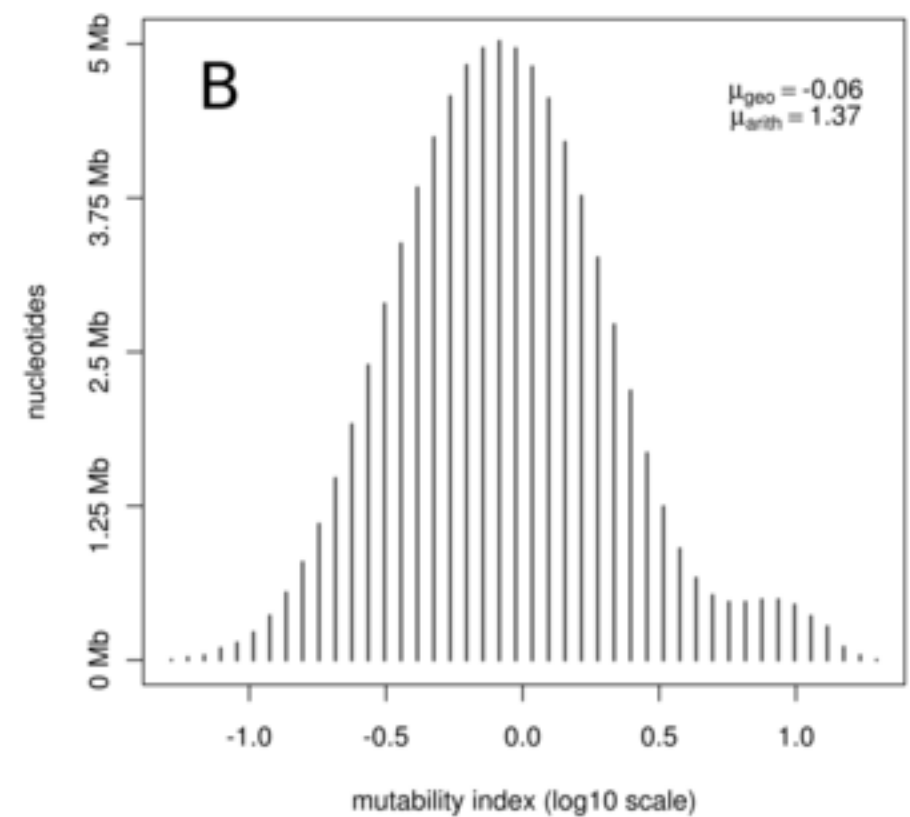 B
μgeo = -0.06
μarith = 1.37
5 Mb
3.75 Mb
2.5 Mb
1.25 Mb
0 Mb
nucleotides
-1.0 -0.5 0.0 0.5 1.0
mutability index (log10 scale)